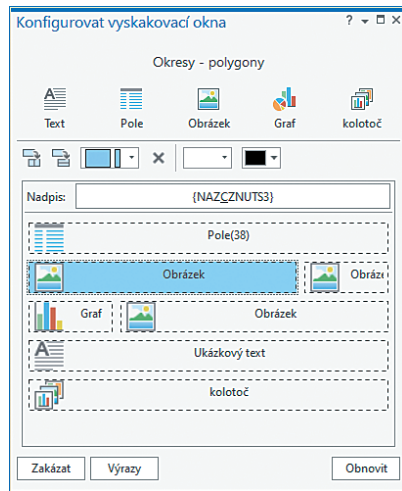 Konfigurovat vyskakovací okna
Okresy - polygony
Text Pole Obrázek Graf kolotoč
Nadpis: {NAZCZNUTS3}
Pole(38)
Obrázek Obráze
Graf Obrázek
Ukázkový text
kolotoč
Zakázat Výrazy Obnovit